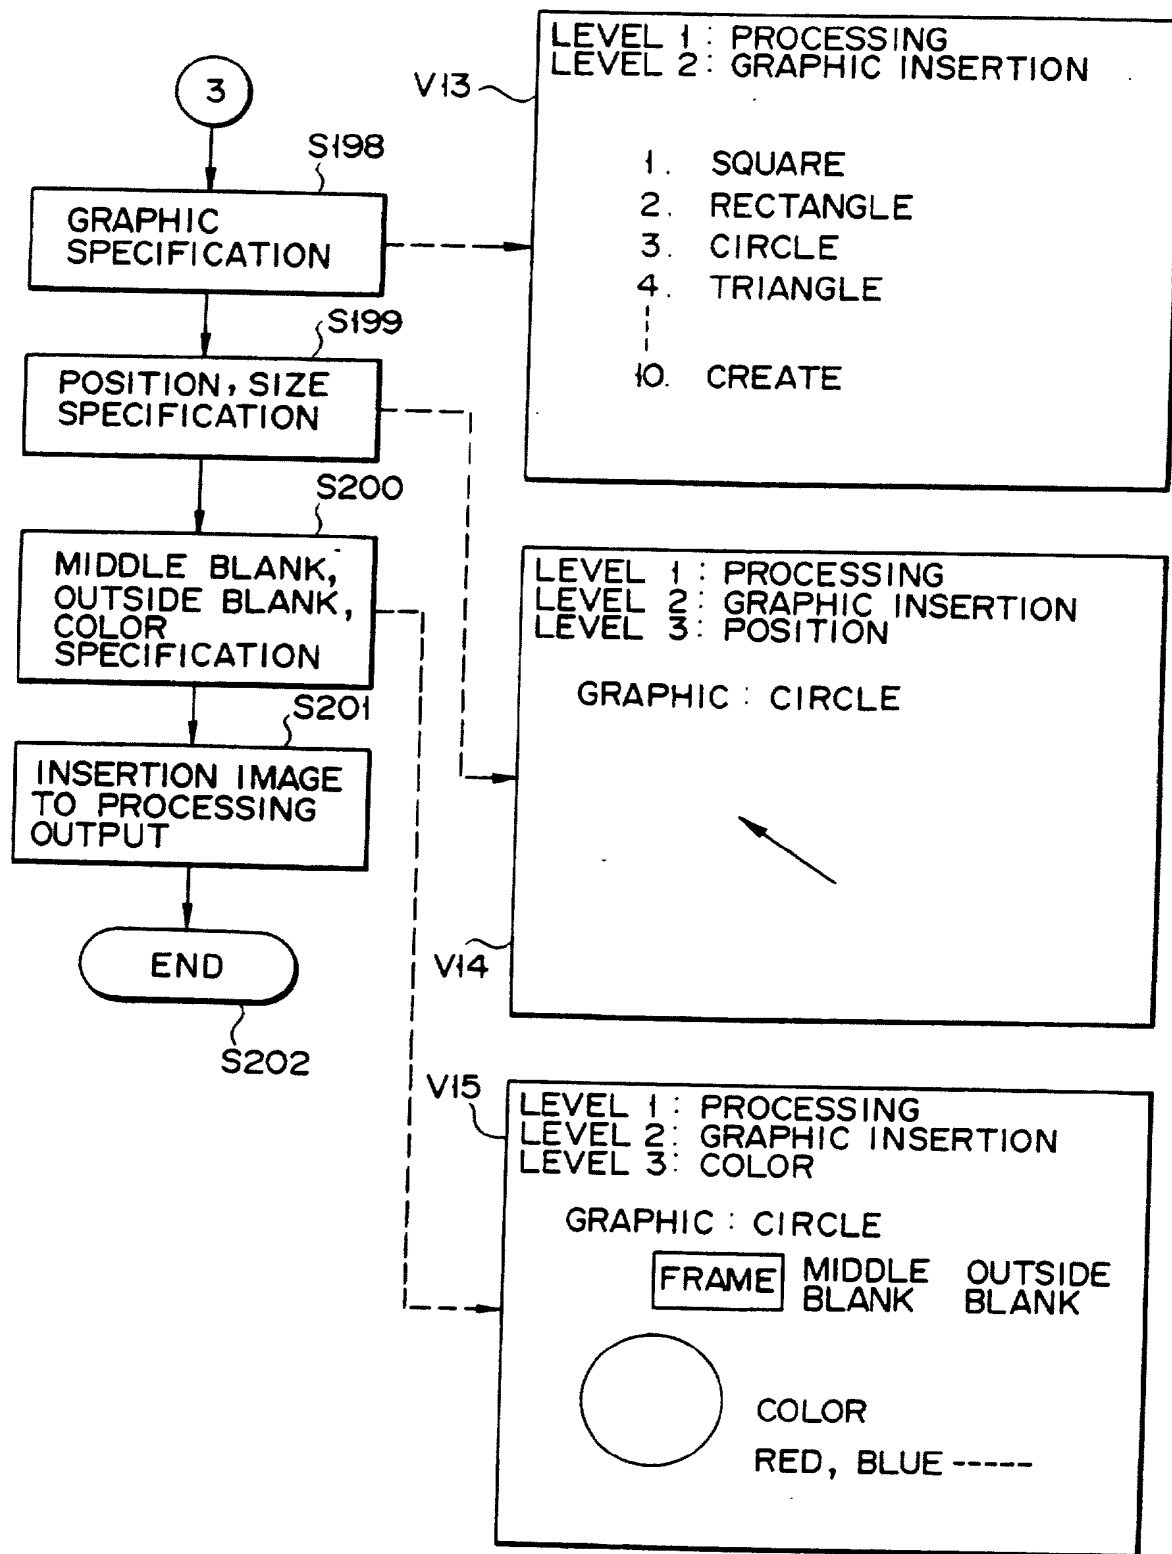 3
S198
GRAPHIC
SPECIFICATION
S199
POSITION, SIZE
SPECIFICATION
S200
MIDDLE BLANK,
OUTSIDE BLANK,
COLOR
SPECIFICATION
S201
INSERTION IMAGE
TO PROCESSING
OUTPUT
END
S202
V13
LEVEL 1 : PROCESSING
LEVEL 2 : GRAPHIC INSERTION
1. SQUARE
2. RECTANGLE
3. CIRCLE
4. TRIANGLE
10. CREATE
V14
LEVEL 1 : PROCESSING
LEVEL 2 : GRAPHIC INSERTION
LEVEL 3 : POSITION
GRAPHIC : CIRCLE
V15
LEVEL 1 : PROCESSING
LEVEL 2 : GRAPHIC INSERTION
LEVEL 3 : COLOR
GRAPHIC : CIRCLE
FRAME MIDDLE OUTSIDE
BLANK BLANK
COLOR
RED, BLUE -----